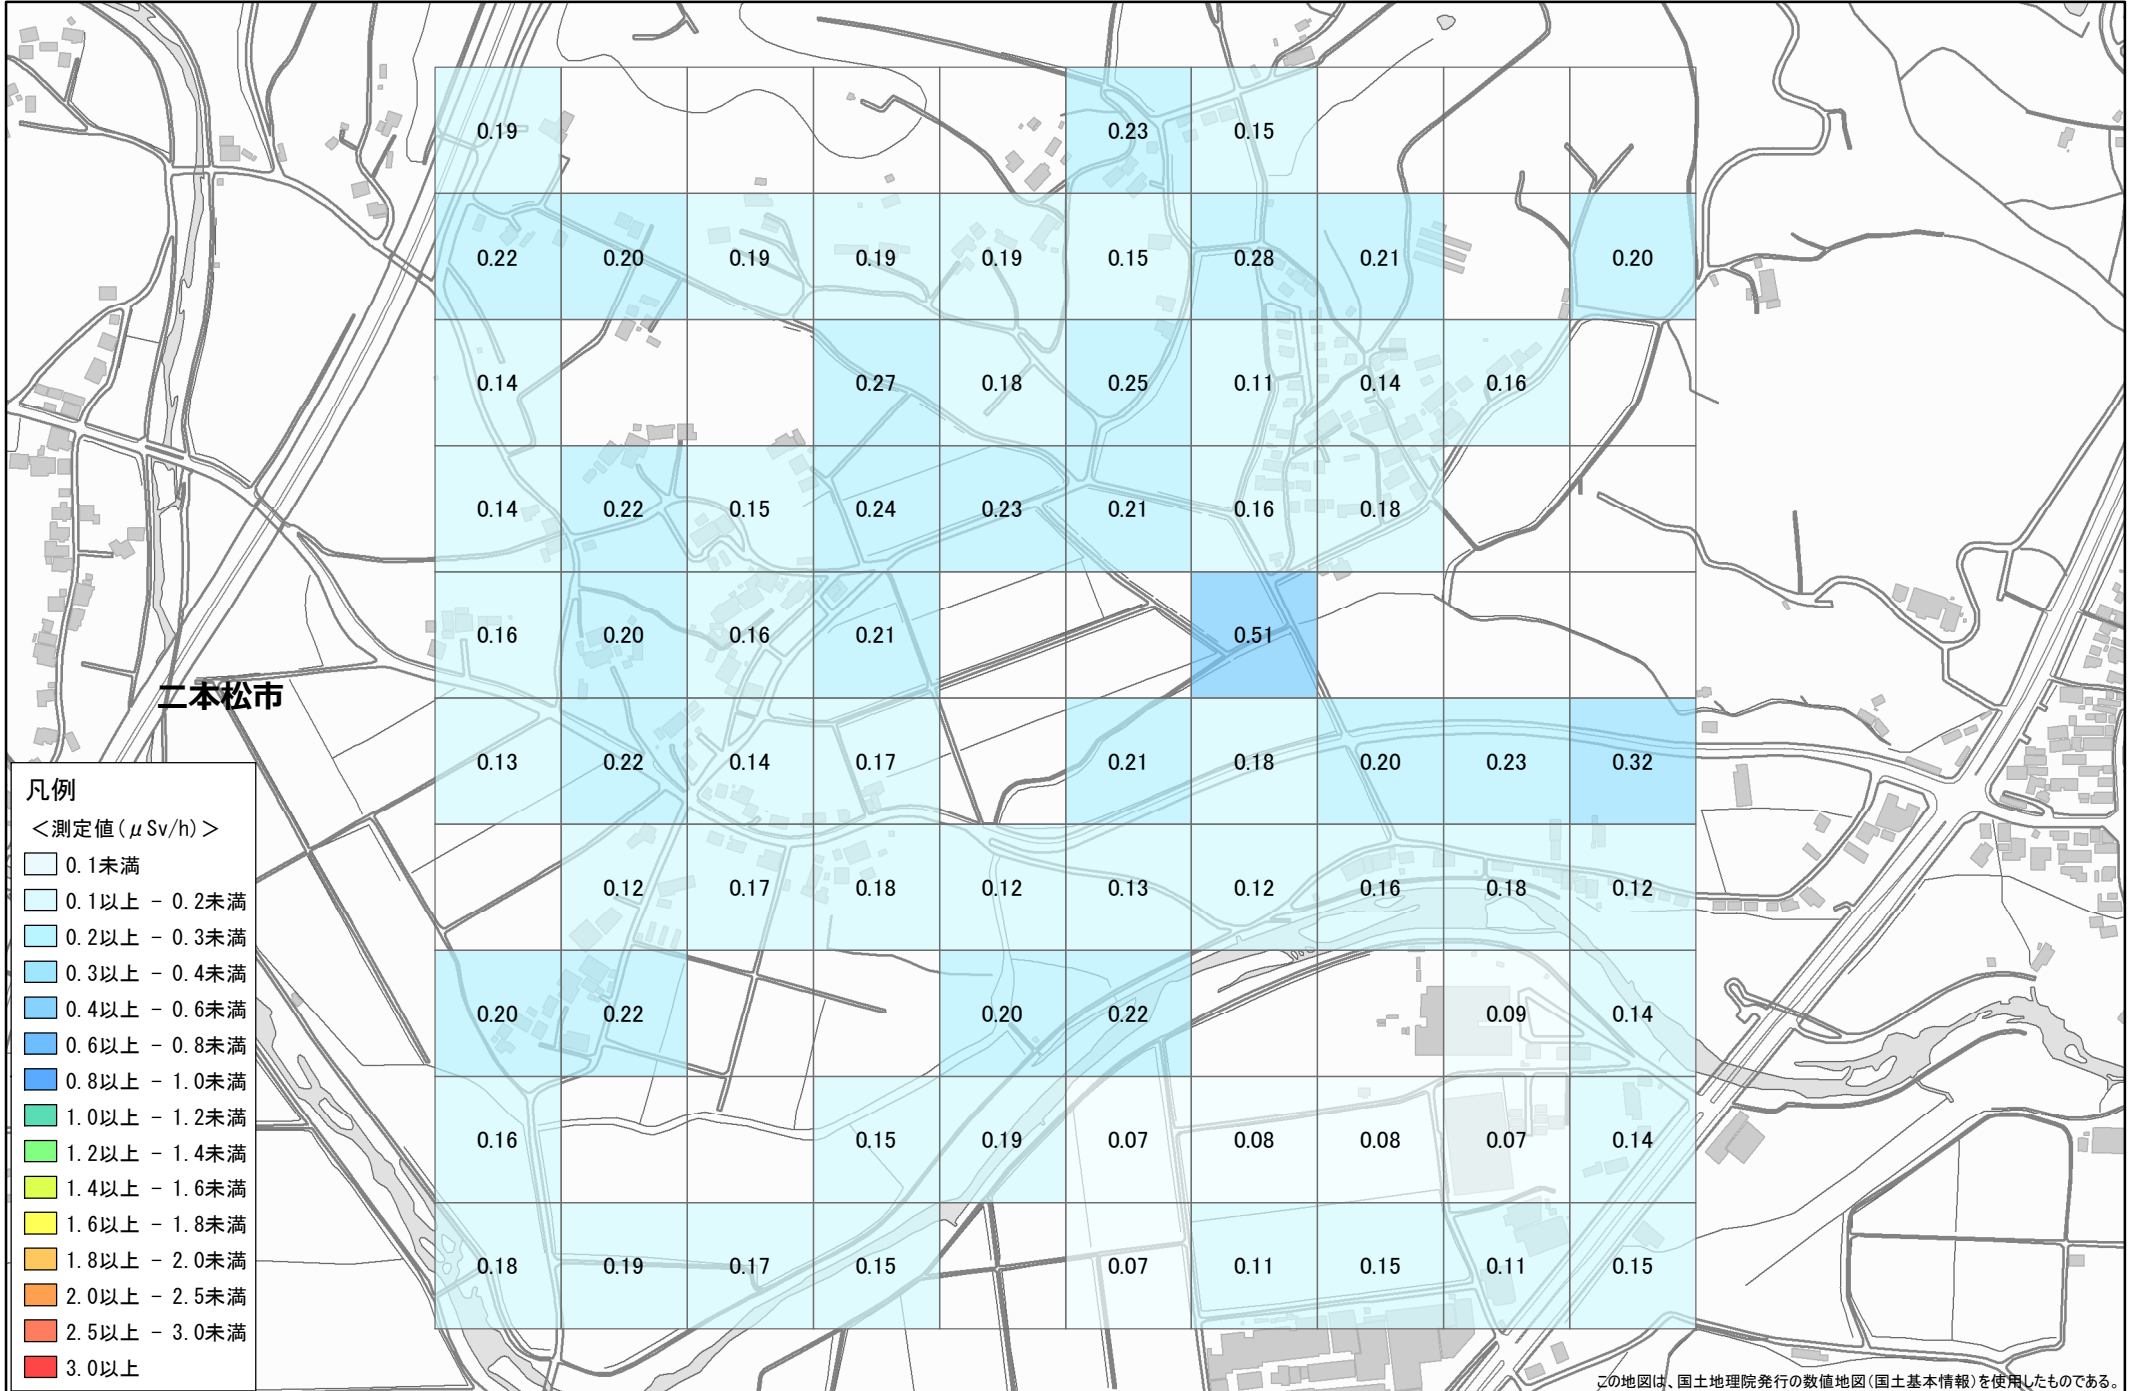 0.19 0.23 0.15
0.22 0.20 0.19 0.19 0.19 0.15 0.28 0.21 0.20
0.14 0.27 0.18 0.25 0.11 0.14 0.16
0.14 0.22 0.15 0.24 0.23 0.21 0.16 0.18
0.16 0.20 0.16 0.21 0.51
二本松市
0.13 0.22 0.14 0.17 0.21 0.18 0.20 0.23 0.32
0.12 0.17 0.18 0.12 0.13 0.12 0.16 0.18 0.12
0.20 0.22 0.20 0.22 0.09 0.14
0.16 0.15 0.19 0.07 0.08 0.08 0.07 0.14
0.18 0.19 0.17 0.15 0.07 0.11 0.15 0.11 0.15
凡例
<測定値(μSv/h)>
0.1未満
0.1以上 - 0.2未満
0.2以上 - 0.3未満
0.3以上 - 0.4未満
0.4以上 - 0.6未満
0.6以上 - 0.8未満
0.8以上 - 1.0未満
1.0以上 - 1.2未満
1.2以上 - 1.4未満
1.4以上 - 1.6未満
1.6以上 - 1.8未満
1.8以上 - 2.0未満
2.0以上 - 2.5未満
2.5以上 - 3.0未満
3.0以上
この地図は、国土地理院発行の数値地図(国土基本情報)を使用したものである。